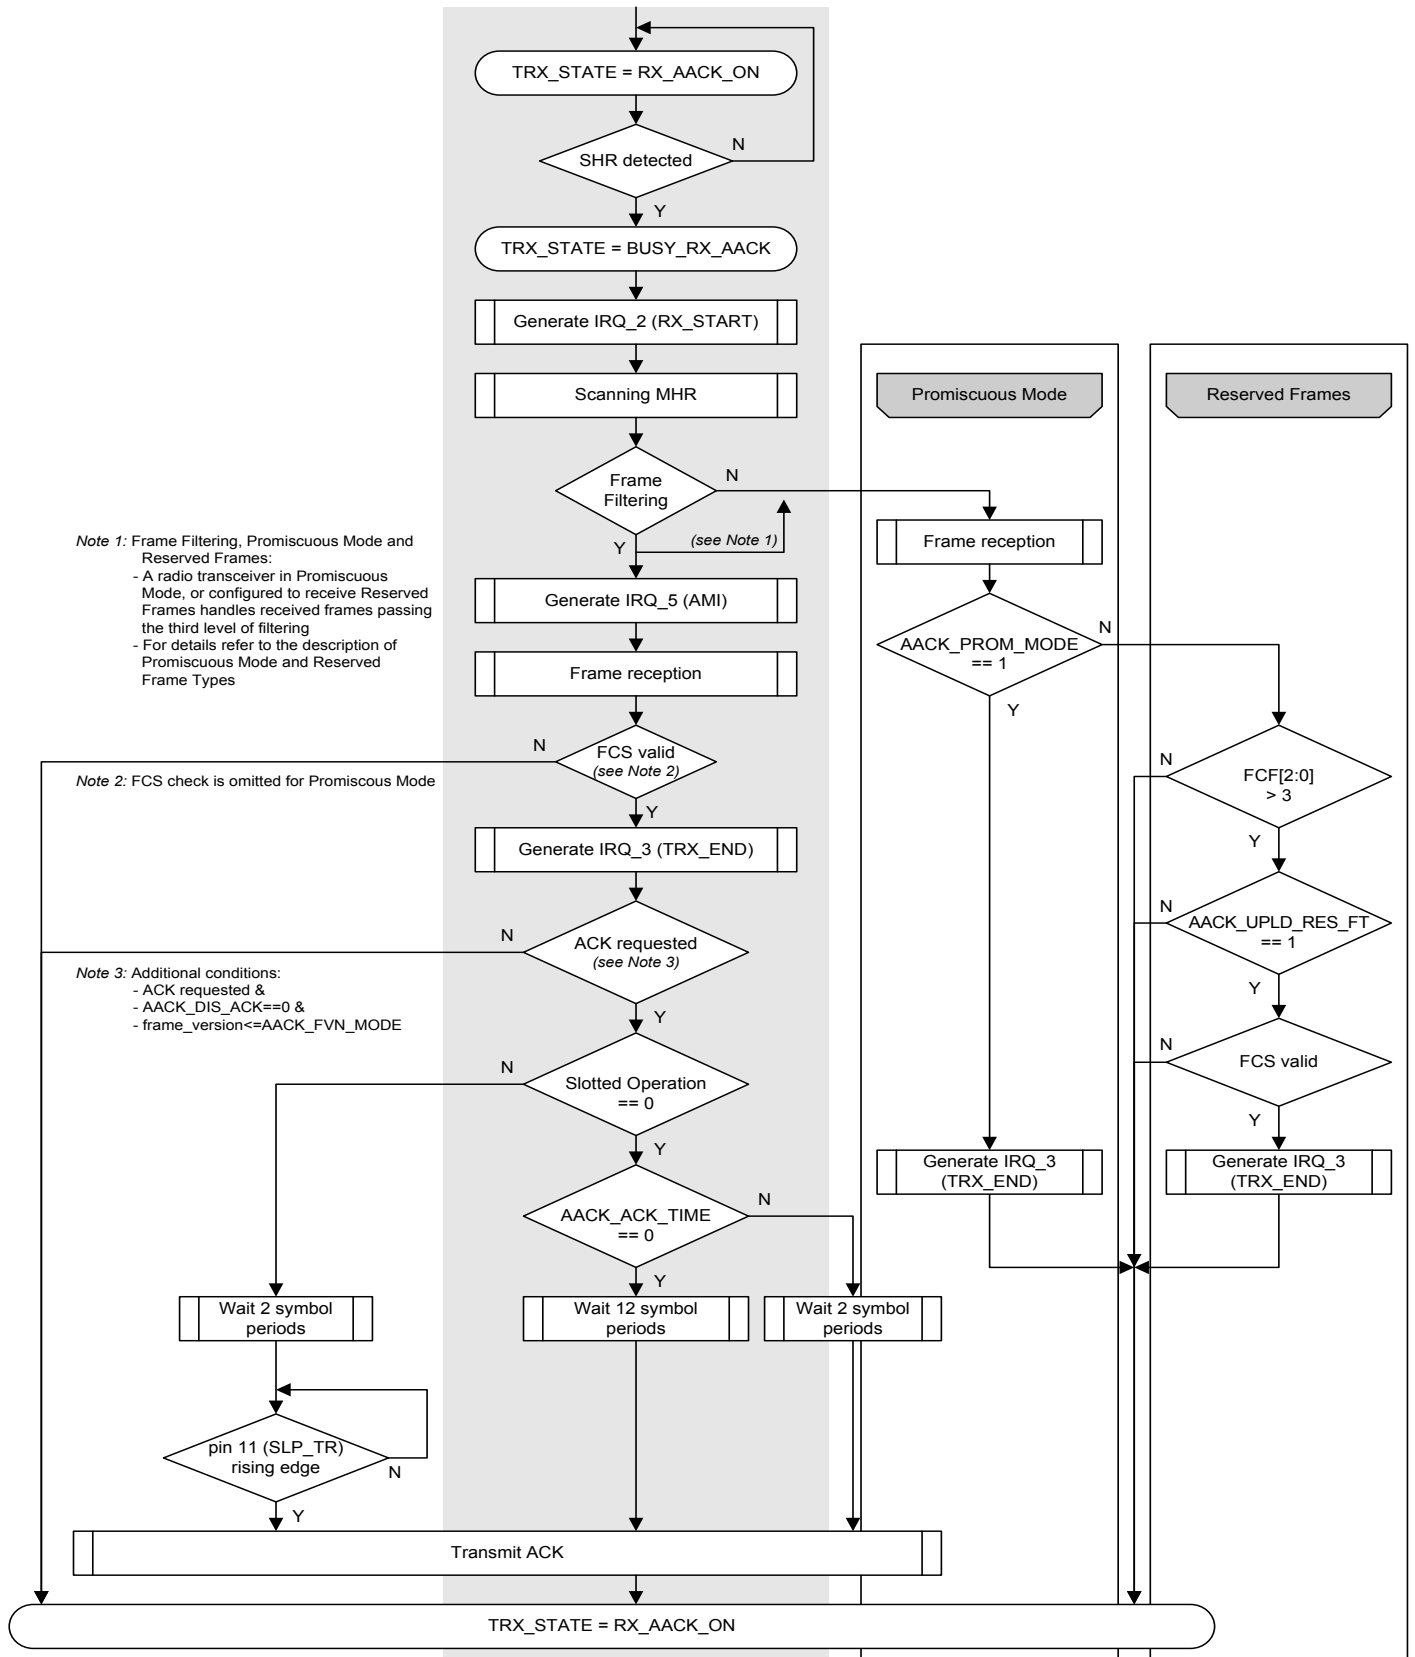 TRX_STATE = RX_AACK_ON
SHR detected
N
Y
TRX_STATE = BUSY_RX_AACK
Generate IRQ_2 (RX_START)
Scanning MHR
Promiscuous Mode
Reserved Frames
Frame
Filtering
N
Y
(see Note 1)
Note 1: Frame Filtering, Promiscuous Mode and
Reserved Frames:
- A radio transceiver in Promiscuous
Mode, or configured to receive Reserved
Frames handles received frames passing
the third level of filtering
- For details refer to the description of
Promiscuous Mode and Reserved
Frame Types
Frame reception
Generate IRQ_5 (AMI)
AACK_PROM_MODE
== 1
N
Y
Frame reception
FCS valid
(see Note 2)
N
Y
Note 2: FCS check is omitted for Promiscous Mode
FCF[2:0]
> 3
N
Y
Generate IRQ_3 (TRX_END)
ACK requested
(see Note 3)
N
Y
AACK_UPLD_RES_FT
== 1
N
Y
Note 3: Additional conditions:
- ACK requested &
- AACK_DIS_ACK==0 &
- frame_version<=AACK_FVN_MODE
Slotted Operation
== 0
N
Y
FCS valid
N
Y
Generate IRQ_3
(TRX_END)
Generate IRQ_3
(TRX_END)
AACK_ACK_TIME
== 0
N
Y
Wait 2 symbol
periods
Wait 12 symbol
periods
Wait 2 symbol
periods
pin 11 (SLP_TR)
rising edge
N
Y
Transmit ACK
TRX_STATE = RX_AACK_ON